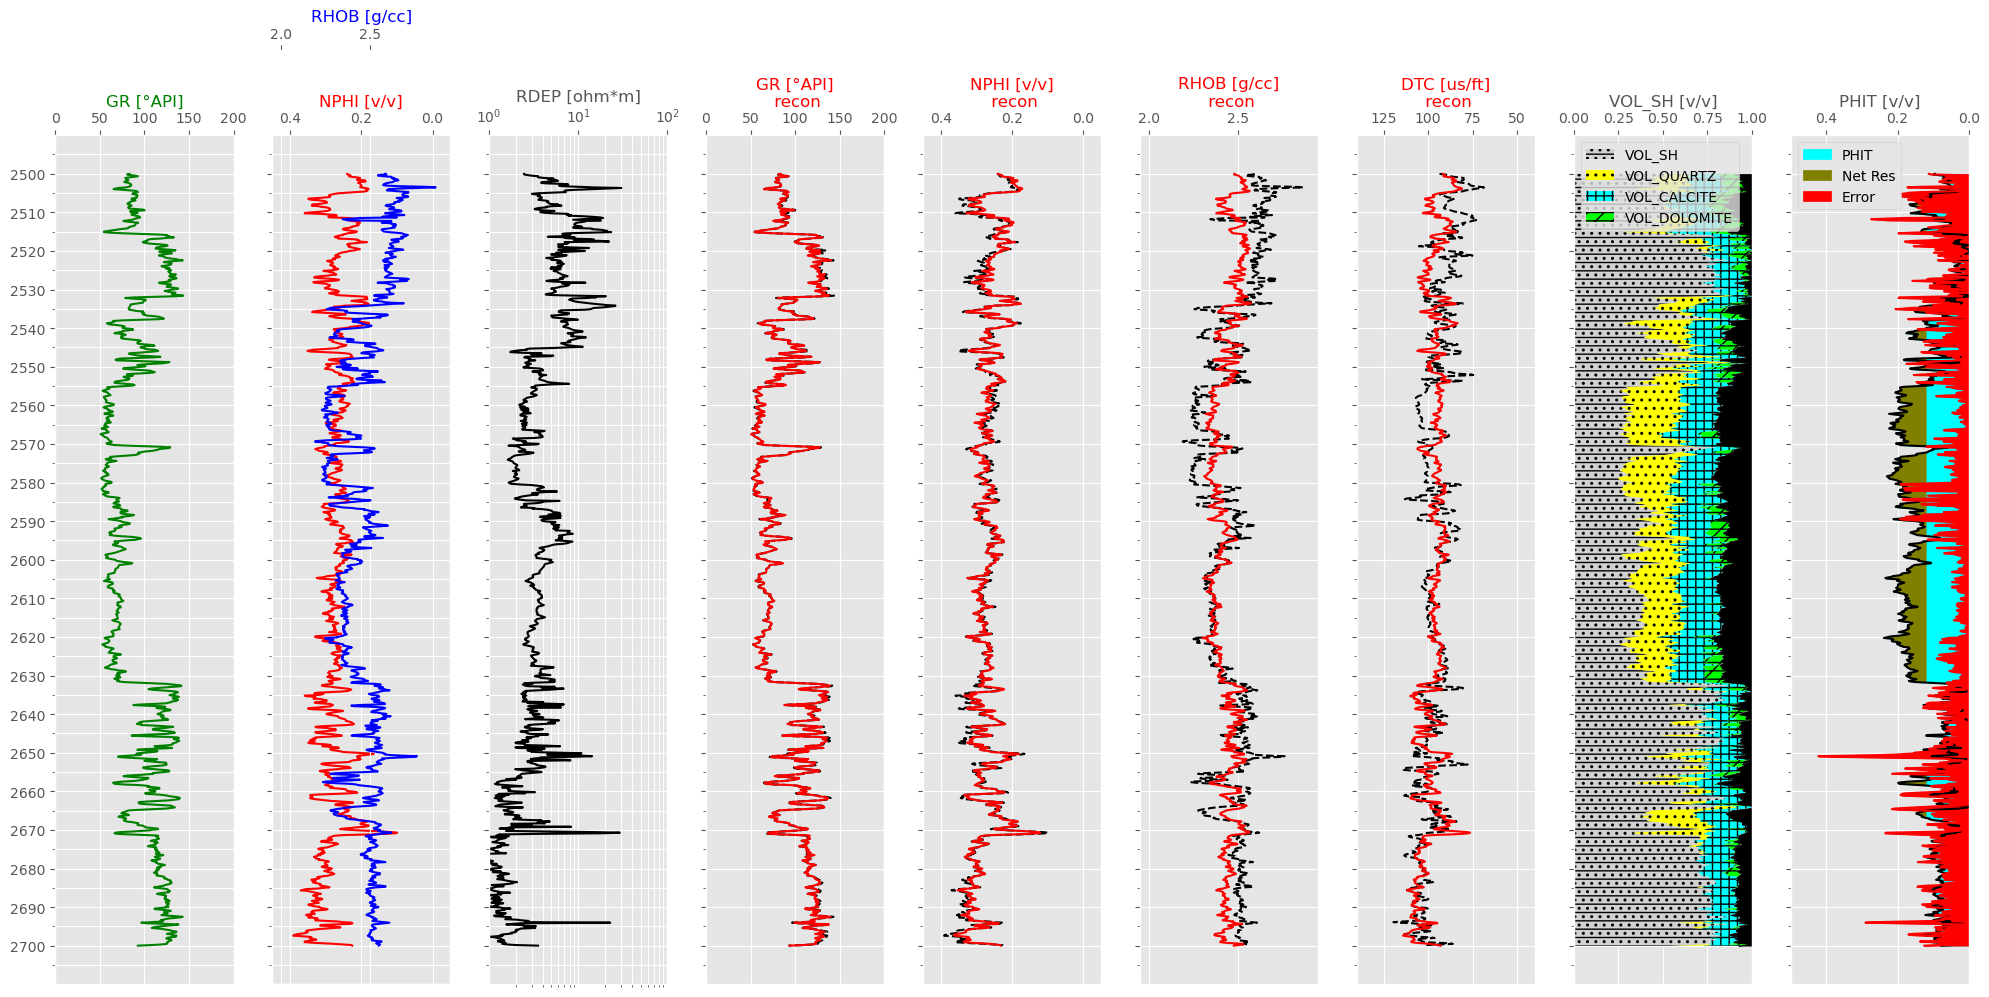 RHOB [g/cc]
2.0 2.5
GR [°API] NPHI [v/v] RDEP [ohm*m] GR [°API] recon NPHI [v/v] recon RHOB [g/cc] recon DTC [us/ft] recon VOL_SH [v/v] PHIT [v/v]
0 50 100 150 200 0.4 0.2 0.0 10^0 10^1 10^2 0 50 100 150 200 0.4 0.2 0.0 2.0 2.5 125 100 75 50 0.00 0.25 0.50 0.75 1.00 0.4 0.2 0.0
VOL_SH
VOL_QUARTZ
VOL_CALCITE
VOL_DOLOMITE
PHIT
Net Res
Error
2500
2510
2520
2530
2540
2550
2560
2570
2580
2590
2600
2610
2620
2630
2640
2650
2660
2670
2680
2690
2700